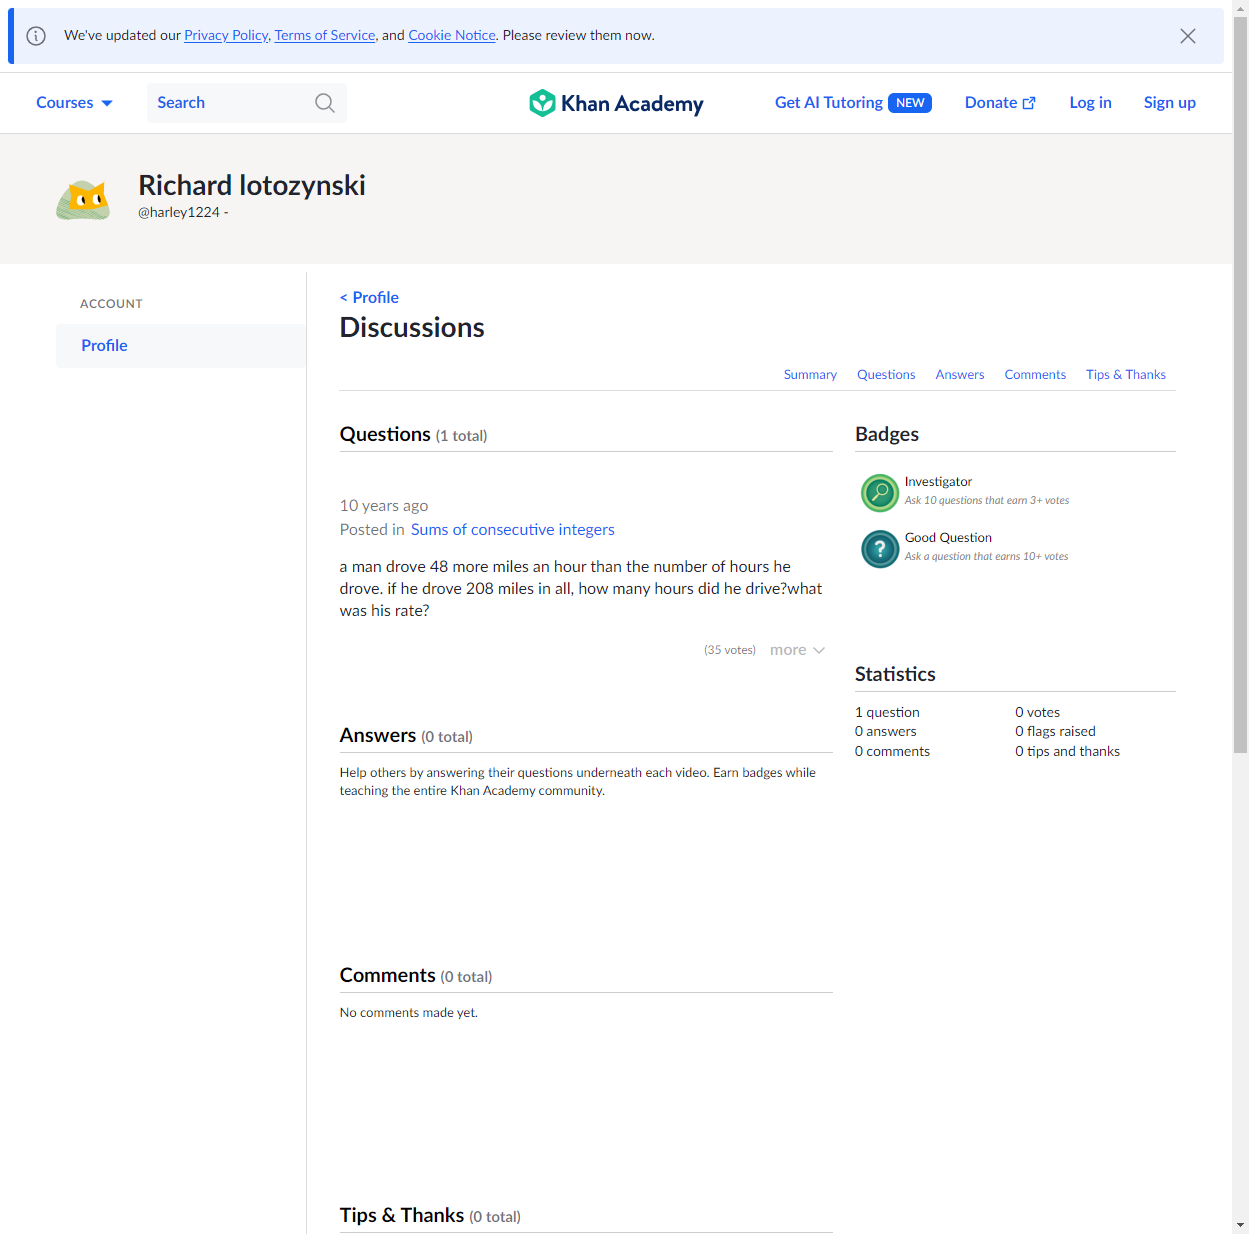 We've updated our Privacy Policy, Terms of Service, and Cookie Notice. Please review them now.
Courses
Search
Khan Academy
Get AI Tutoring NEW
Donate
Log in
Sign up
Richard lotozynski
@harley1224 -
ACCOUNT
Profile
< Profile
Discussions
Summary
Questions
Answers
Comments
Tips & Thanks
Questions (1 total)
10 years ago
Posted in Sums of consecutive integers
a man drove 48 more miles an hour than the number of hours he
drove. if he drove 208 miles in all, how many hours did he drive?what
was his rate?
(35 votes)
more
Answers (0 total)
Help others by answering their questions underneath each video. Earn badges while
teaching the entire Khan Academy community.
Comments (0 total)
No comments made yet.
Tips & Thanks (0 total)
Badges
Investigator
Ask 10 questions that earn 3+ votes
?
Good Question
Ask a question that earns 10+ votes
Statistics
1 question
0 votes
0 answers
0 flags raised
0 comments
0 tips and thanks